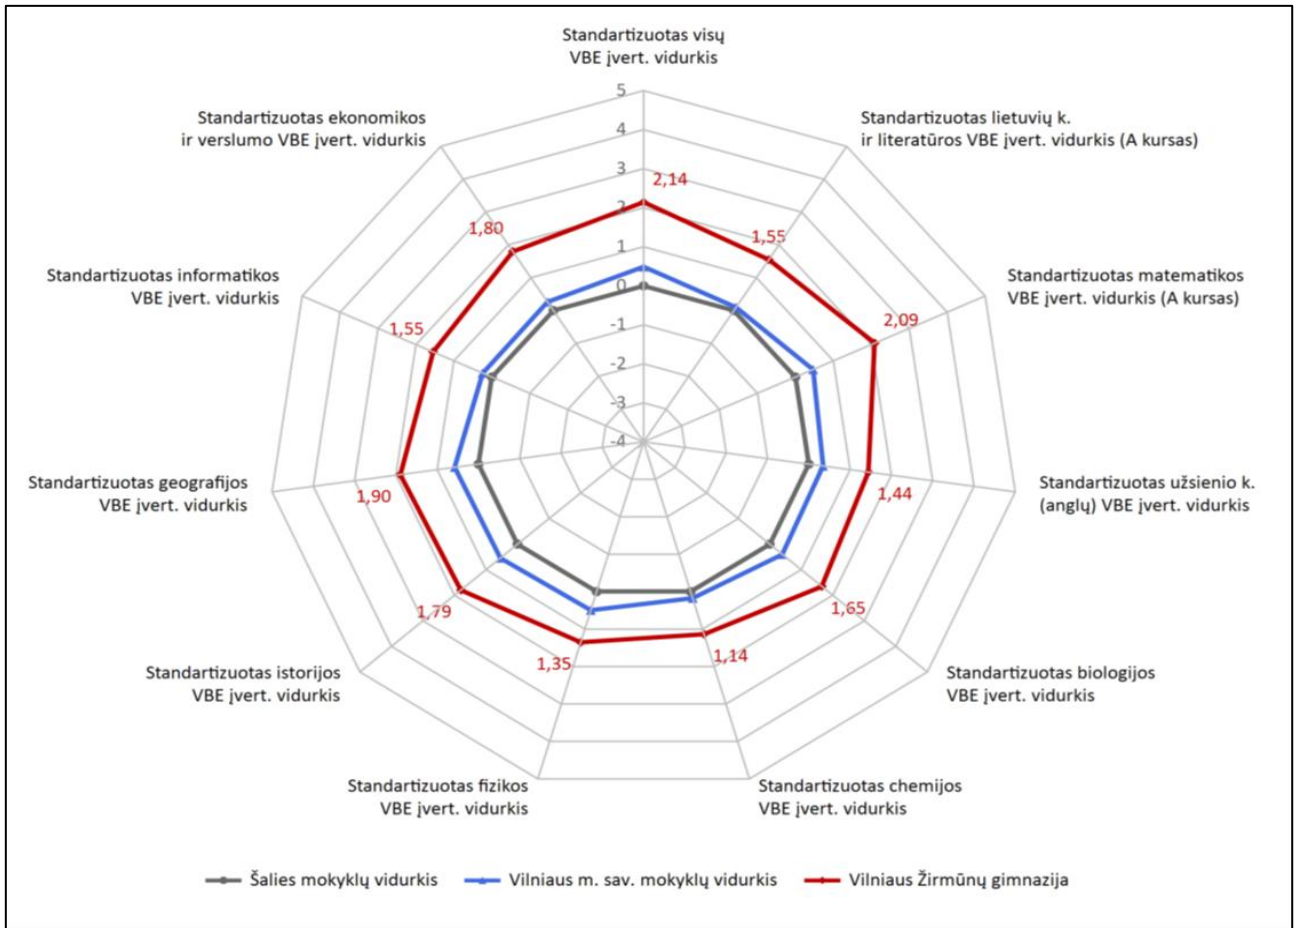 Standartizuotas visų
VBE įvert. vidurkis
Standartizuotas ekonomikos
ir verslumo VBE įvert. vidurkis
Standartizuotas lietuvių k.
ir literatūros VBE įvert. vidurkis (A kursas)
Standartizuotas informatikos
VBE įvert. vidurkis
Standartizuotas matematikos
VBE įvert. vidurkis (A kursas)
Standartizuotas geografijos
VBE įvert. vidurkis
Standartizuotas užsienio k.
(anglų) VBE įvert. vidurkis
Standartizuotas istorijos
VBE įvert. vidurkis
Standartizuotas biologijos
VBE įvert. vidurkis
Standartizuotas fizikos
VBE įvert. vidurkis
Standartizuotas chemijos
VBE įvert. vidurkis
5
4
3
2
1
0
-1
-2
-3
-4
2,14
1,55
2,09
1,44
1,65
1,14
1,35
1,79
1,90
1,55
1,80
Šalies mokyklų vidurkis
Vilniaus m. sav. mokyklų vidurkis
Vilniaus Žirmūnų gimnazija